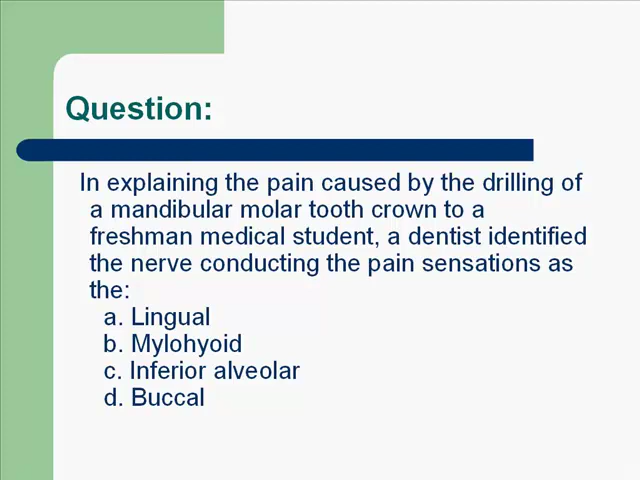 Question:
In explaining the pain caused by the drilling of
a mandibular molar tooth crown to a
freshman medical student, a dentist identified
the nerve conducting the pain sensations as
the:
a. Lingual
b. Mylohyoid
c. Inferior alveolar
d. Buccal